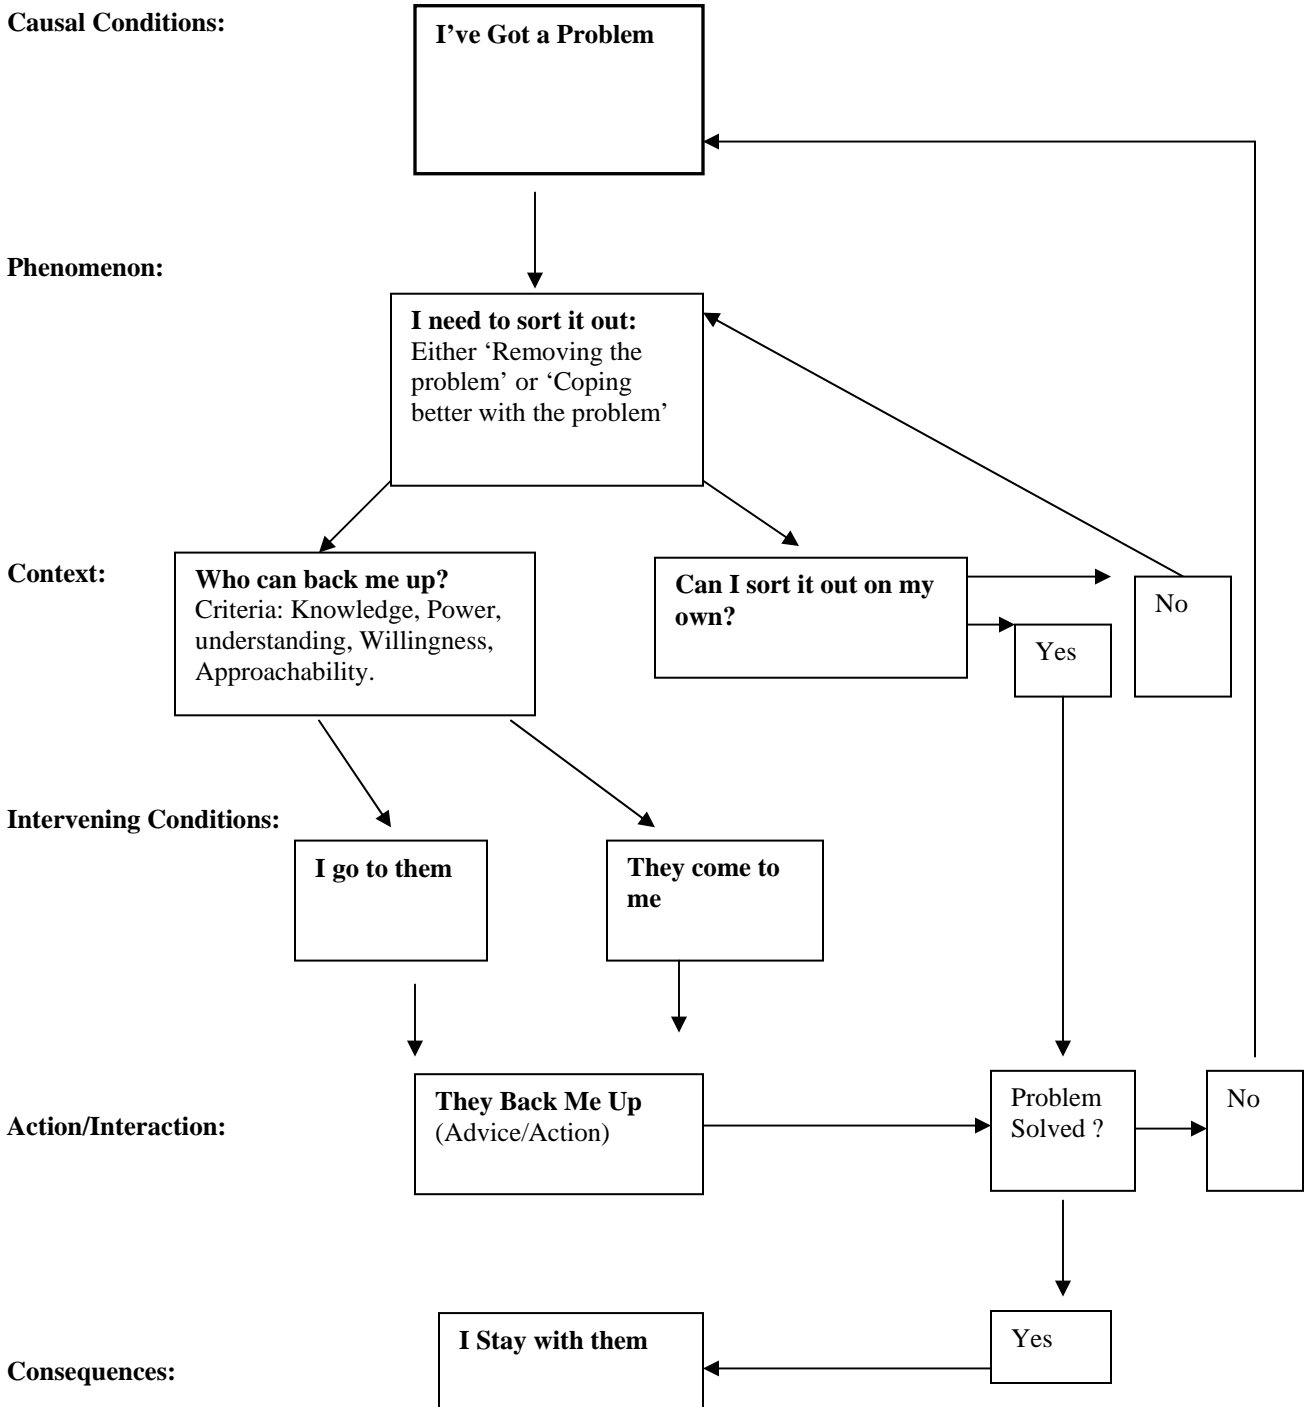 Causal Conditions:
I’ve Got a Problem
Phenomenon:
I need to sort it out:
Either ‘Removing the
problem’ or ‘Coping
better with the problem’
Context:
Who can back me up?
Criteria: Knowledge, Power,
understanding, Willingness,
Approachability.
Can I sort it out on my
own?
No
Yes
Intervening Conditions:
I go to them
They come to
me
Action/Interaction:
They Back Me Up
(Advice/Action)
Problem
Solved ?
No
Consequences:
I Stay with them
Yes